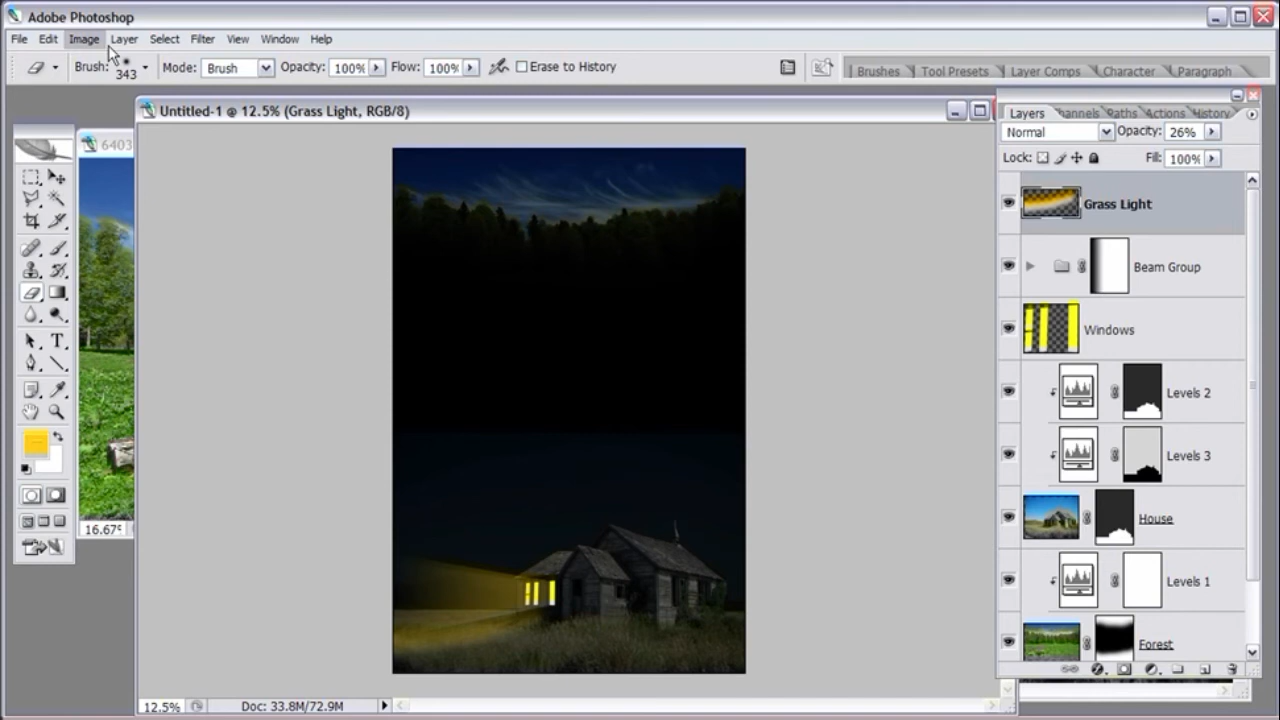 Adobe Photoshop
File Edit Image Layer Select Filter View Window Help
Brush: 343 Mode: Brush Opacity: 100% Flow: 100% Erase to History
Brushes Tool Presets Layer Comps Character Paragraph
Untitled-1 @ 12.5% (Grass Light, RGB/8)
6403
Layers hannels Paths Actions History
Normal Opacity: 26%
Lock: Fill: 100%
Grass Light
Beam Group
Windows
Levels 2
Levels 3
House
Levels 1
Forest
T
16.67
12.5% Doc: 33.8M/72.9M